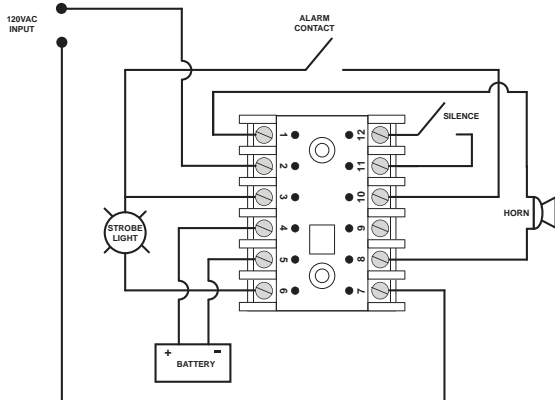 120VAC
INPUT
ALARM
CONTACT
SILENCE
HORN
STROBE
LIGHT
1
2
3
4
5
6
12
11
10
9
8
7
+ -
BATTERY